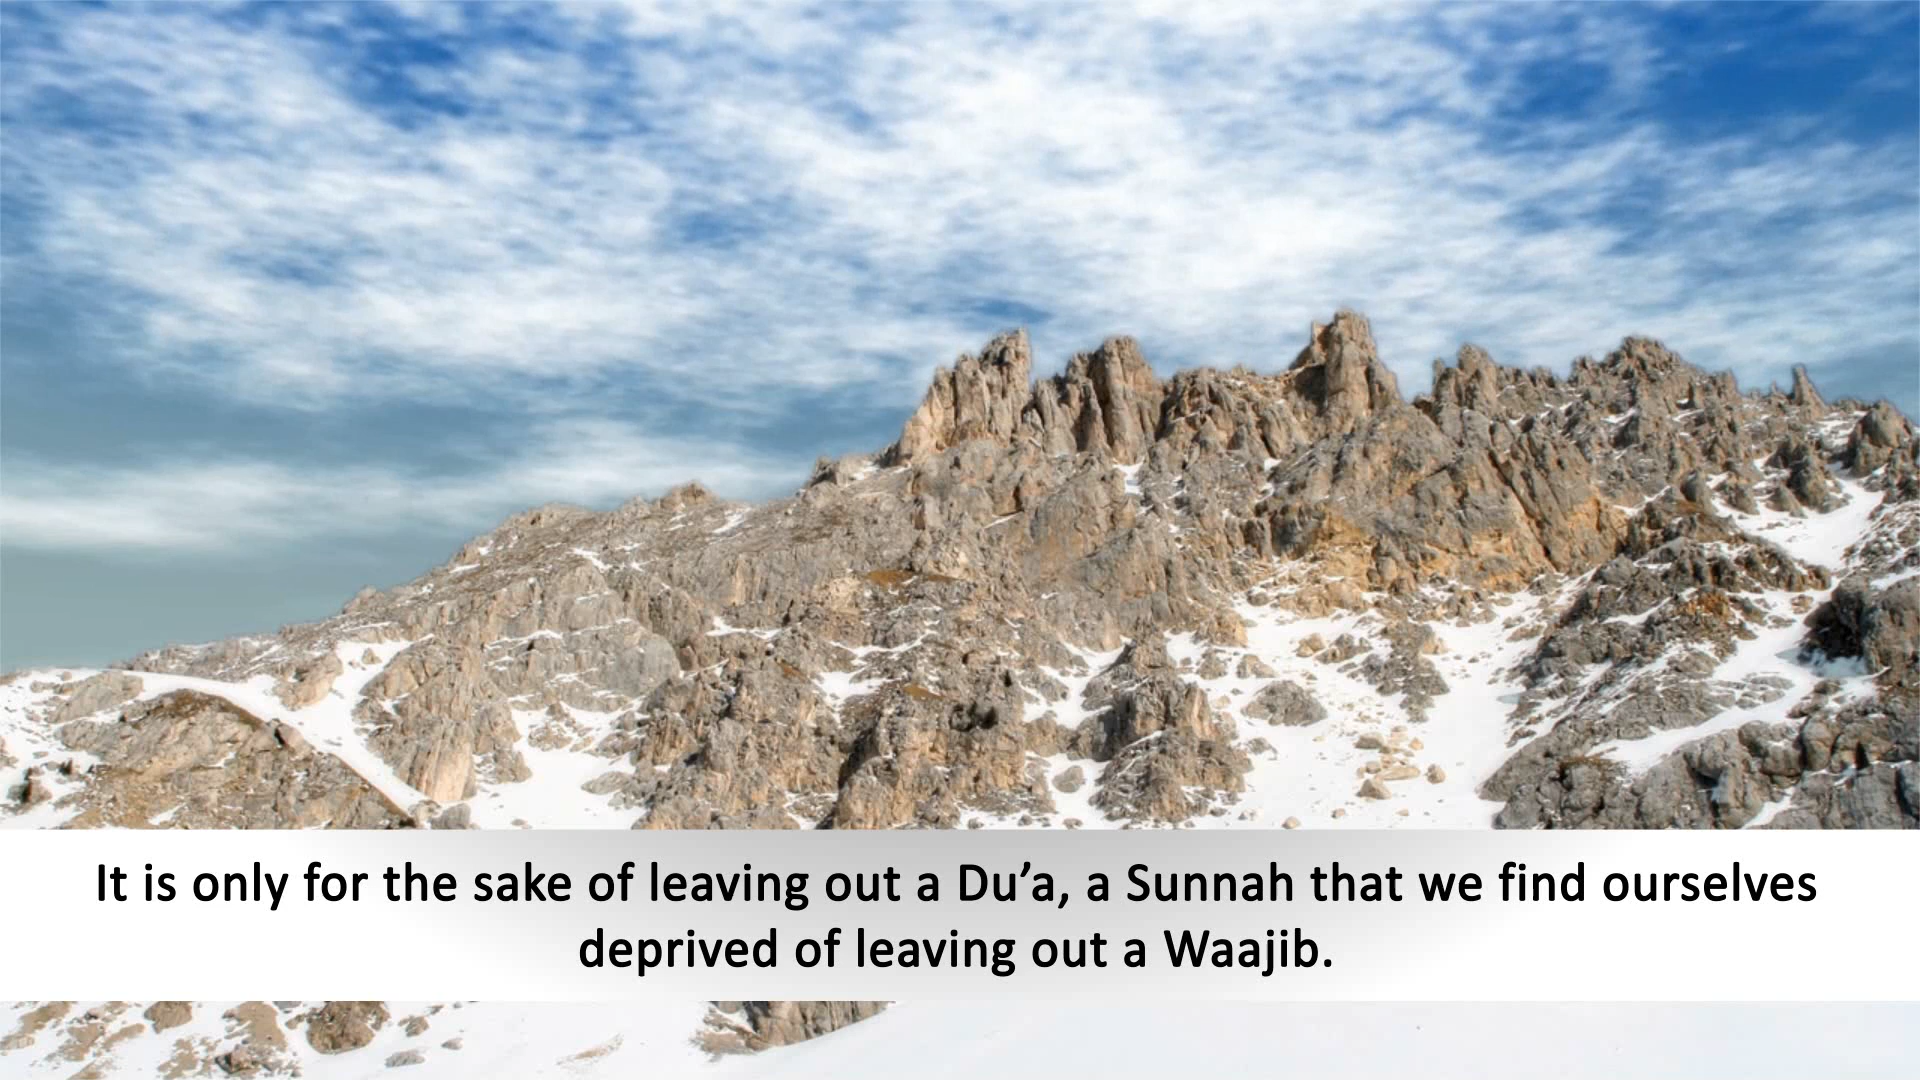 It is only for the sake of leaving out a Du’a, a Sunnah that we find ourselves
deprived of leaving out a Waajib.